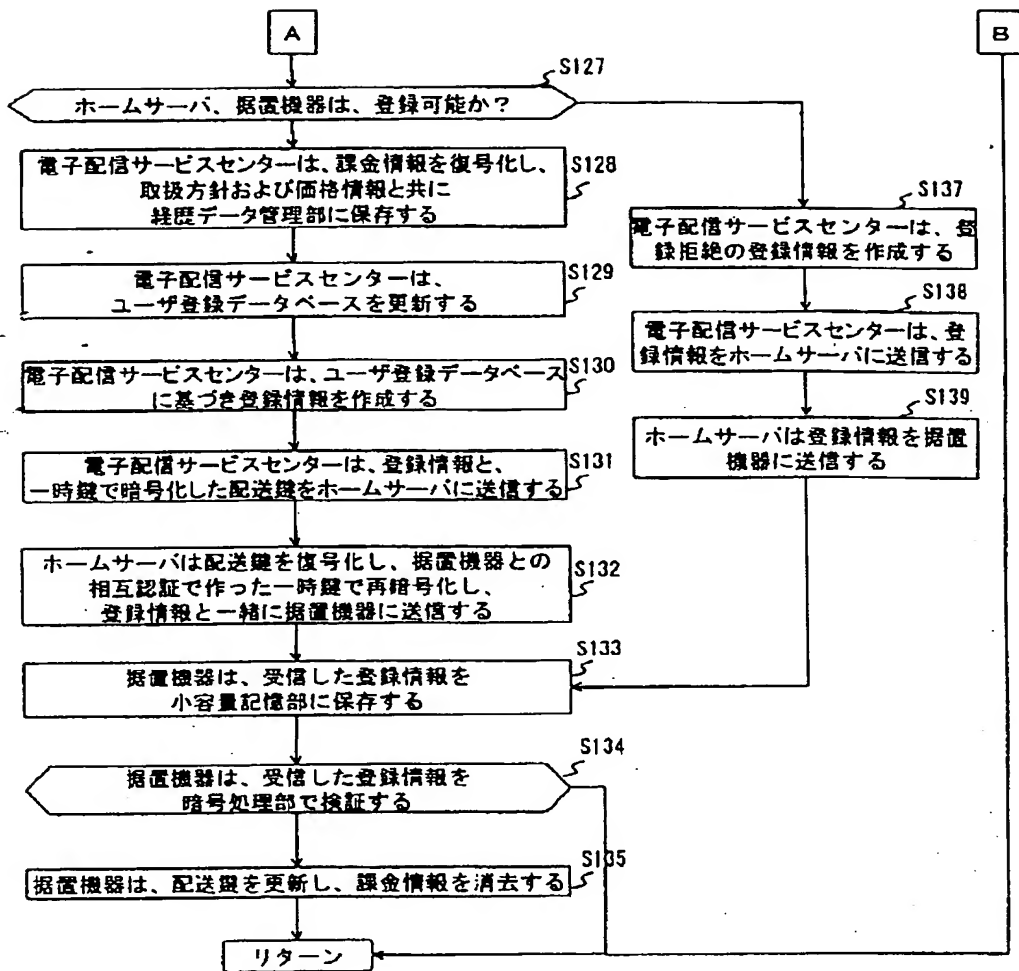 A
B
S127
ホームサーバ、据置機器は、登録可能か?
電子配信サービスセンターは、課金情報を復号化し、
取扱方針および価格情報と共に
経歴データ管理部に保存する
S128
電子配信サービスセンターは、
ユーザ登録データベースを更新する
S129
電子配信サービスセンターは、ユーザ登録データベース
に基づき登録情報を作成する
S130
電子配信サービスセンターは、登録情報と、
一時鍵で暗号化した配送鍵をホームサーバに送信する
S131
ホームサーバは配送鍵を復号化し、据置機器との
相互認証で作った一時鍵で再暗号化し、
登録情報と一緒に据置機器に送信する
S132
据置機器は、受信した登録情報を
小容量記憶部に保存する
S133
据置機器は、受信した登録情報を
暗号処理部で検証する
S134
据置機器は、配送鍵を更新し、課金情報を消去する
S135
リターン
S137
電子配信サービスセンターは、登
録拒絶の登録情報を作成する
S138
電子配信サービスセンターは、登
録情報をホームサーバに送信する
S139
ホームサーバは登録情報を据置
機器に送信する